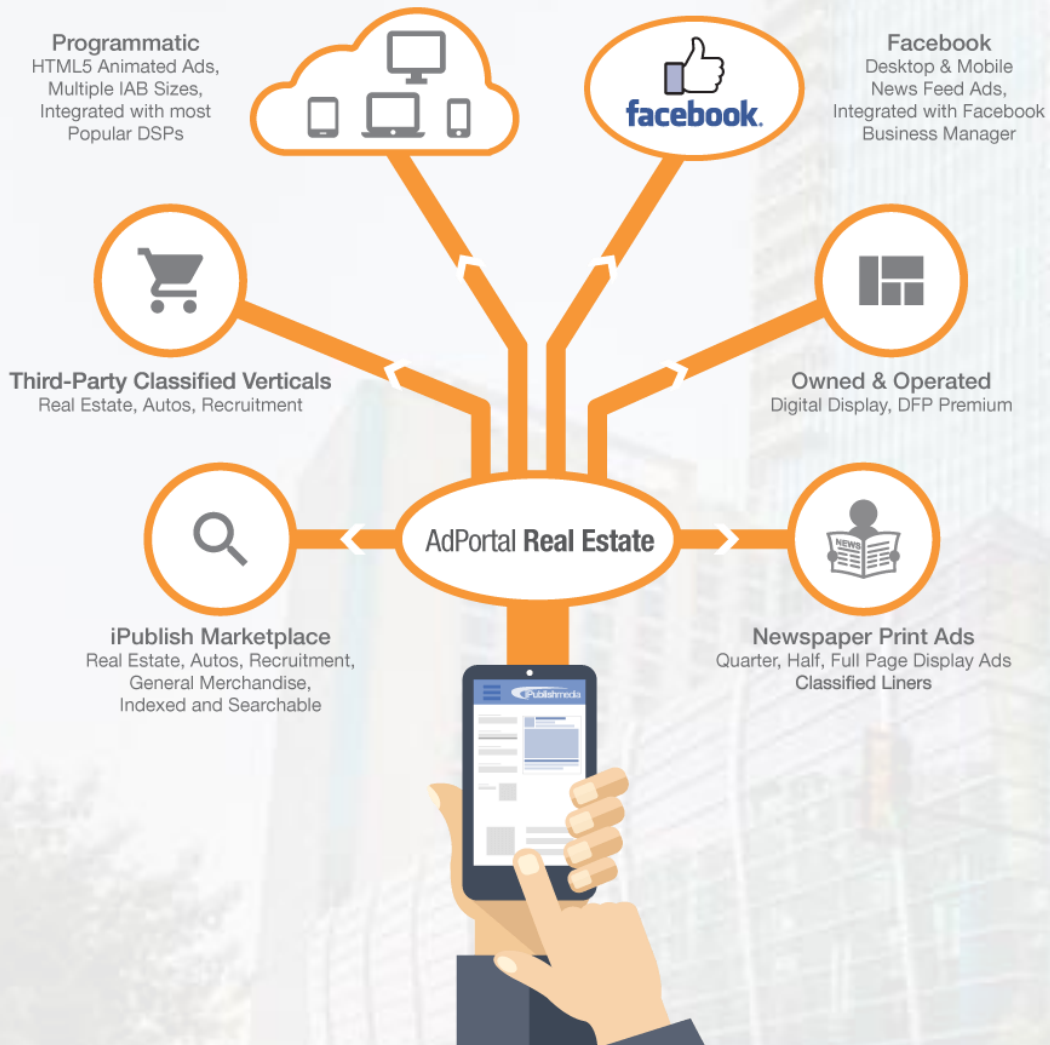 Programmatic
HTML5 Animated Ads,
Multiple IAB Sizes,
Integrated with most
Popular DSPs
facebook.
Facebook
Desktop & Mobile
News Feed Ads,
Integrated with Facebook
Business Manager
Third-Party Classified Verticals
Real Estate, Autos, Recruitment
Owned & Operated
Digital Display, DFP Premium
AdPortal Real Estate
NEWS
iPublish Marketplace
Real Estate, Autos, Recruitment,
General Merchandise,
Indexed and Searchable
Newspaper Print Ads
Quarter, Half, Full Page Display Ads
Classified Liners
iPublishmedia